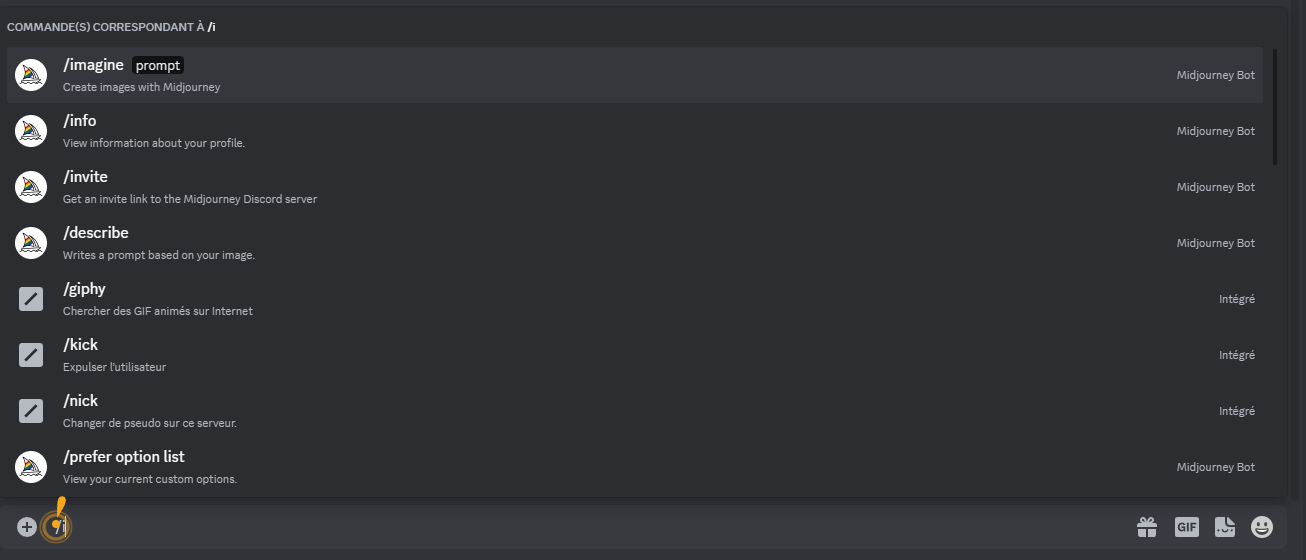 COMMANDE(S) CORRESPONDANT À /i
/imagine prompt
Create images with Midjourney
Midjourney Bot
/info
View information about your profile.
Midjourney Bot
/invite
Get an invite link to the Midjourney Discord server
Midjourney Bot
/describe
Writes a prompt based on your image.
Midjourney Bot
/giphy
Chercher des GIF animés sur Internet
Intégré
/kick
Expulser l'utilisateur
Intégré
/nick
Changer de pseudo sur ce serveur.
Intégré
/prefer option list
View your current custom options.
Midjourney Bot
/i
GIF